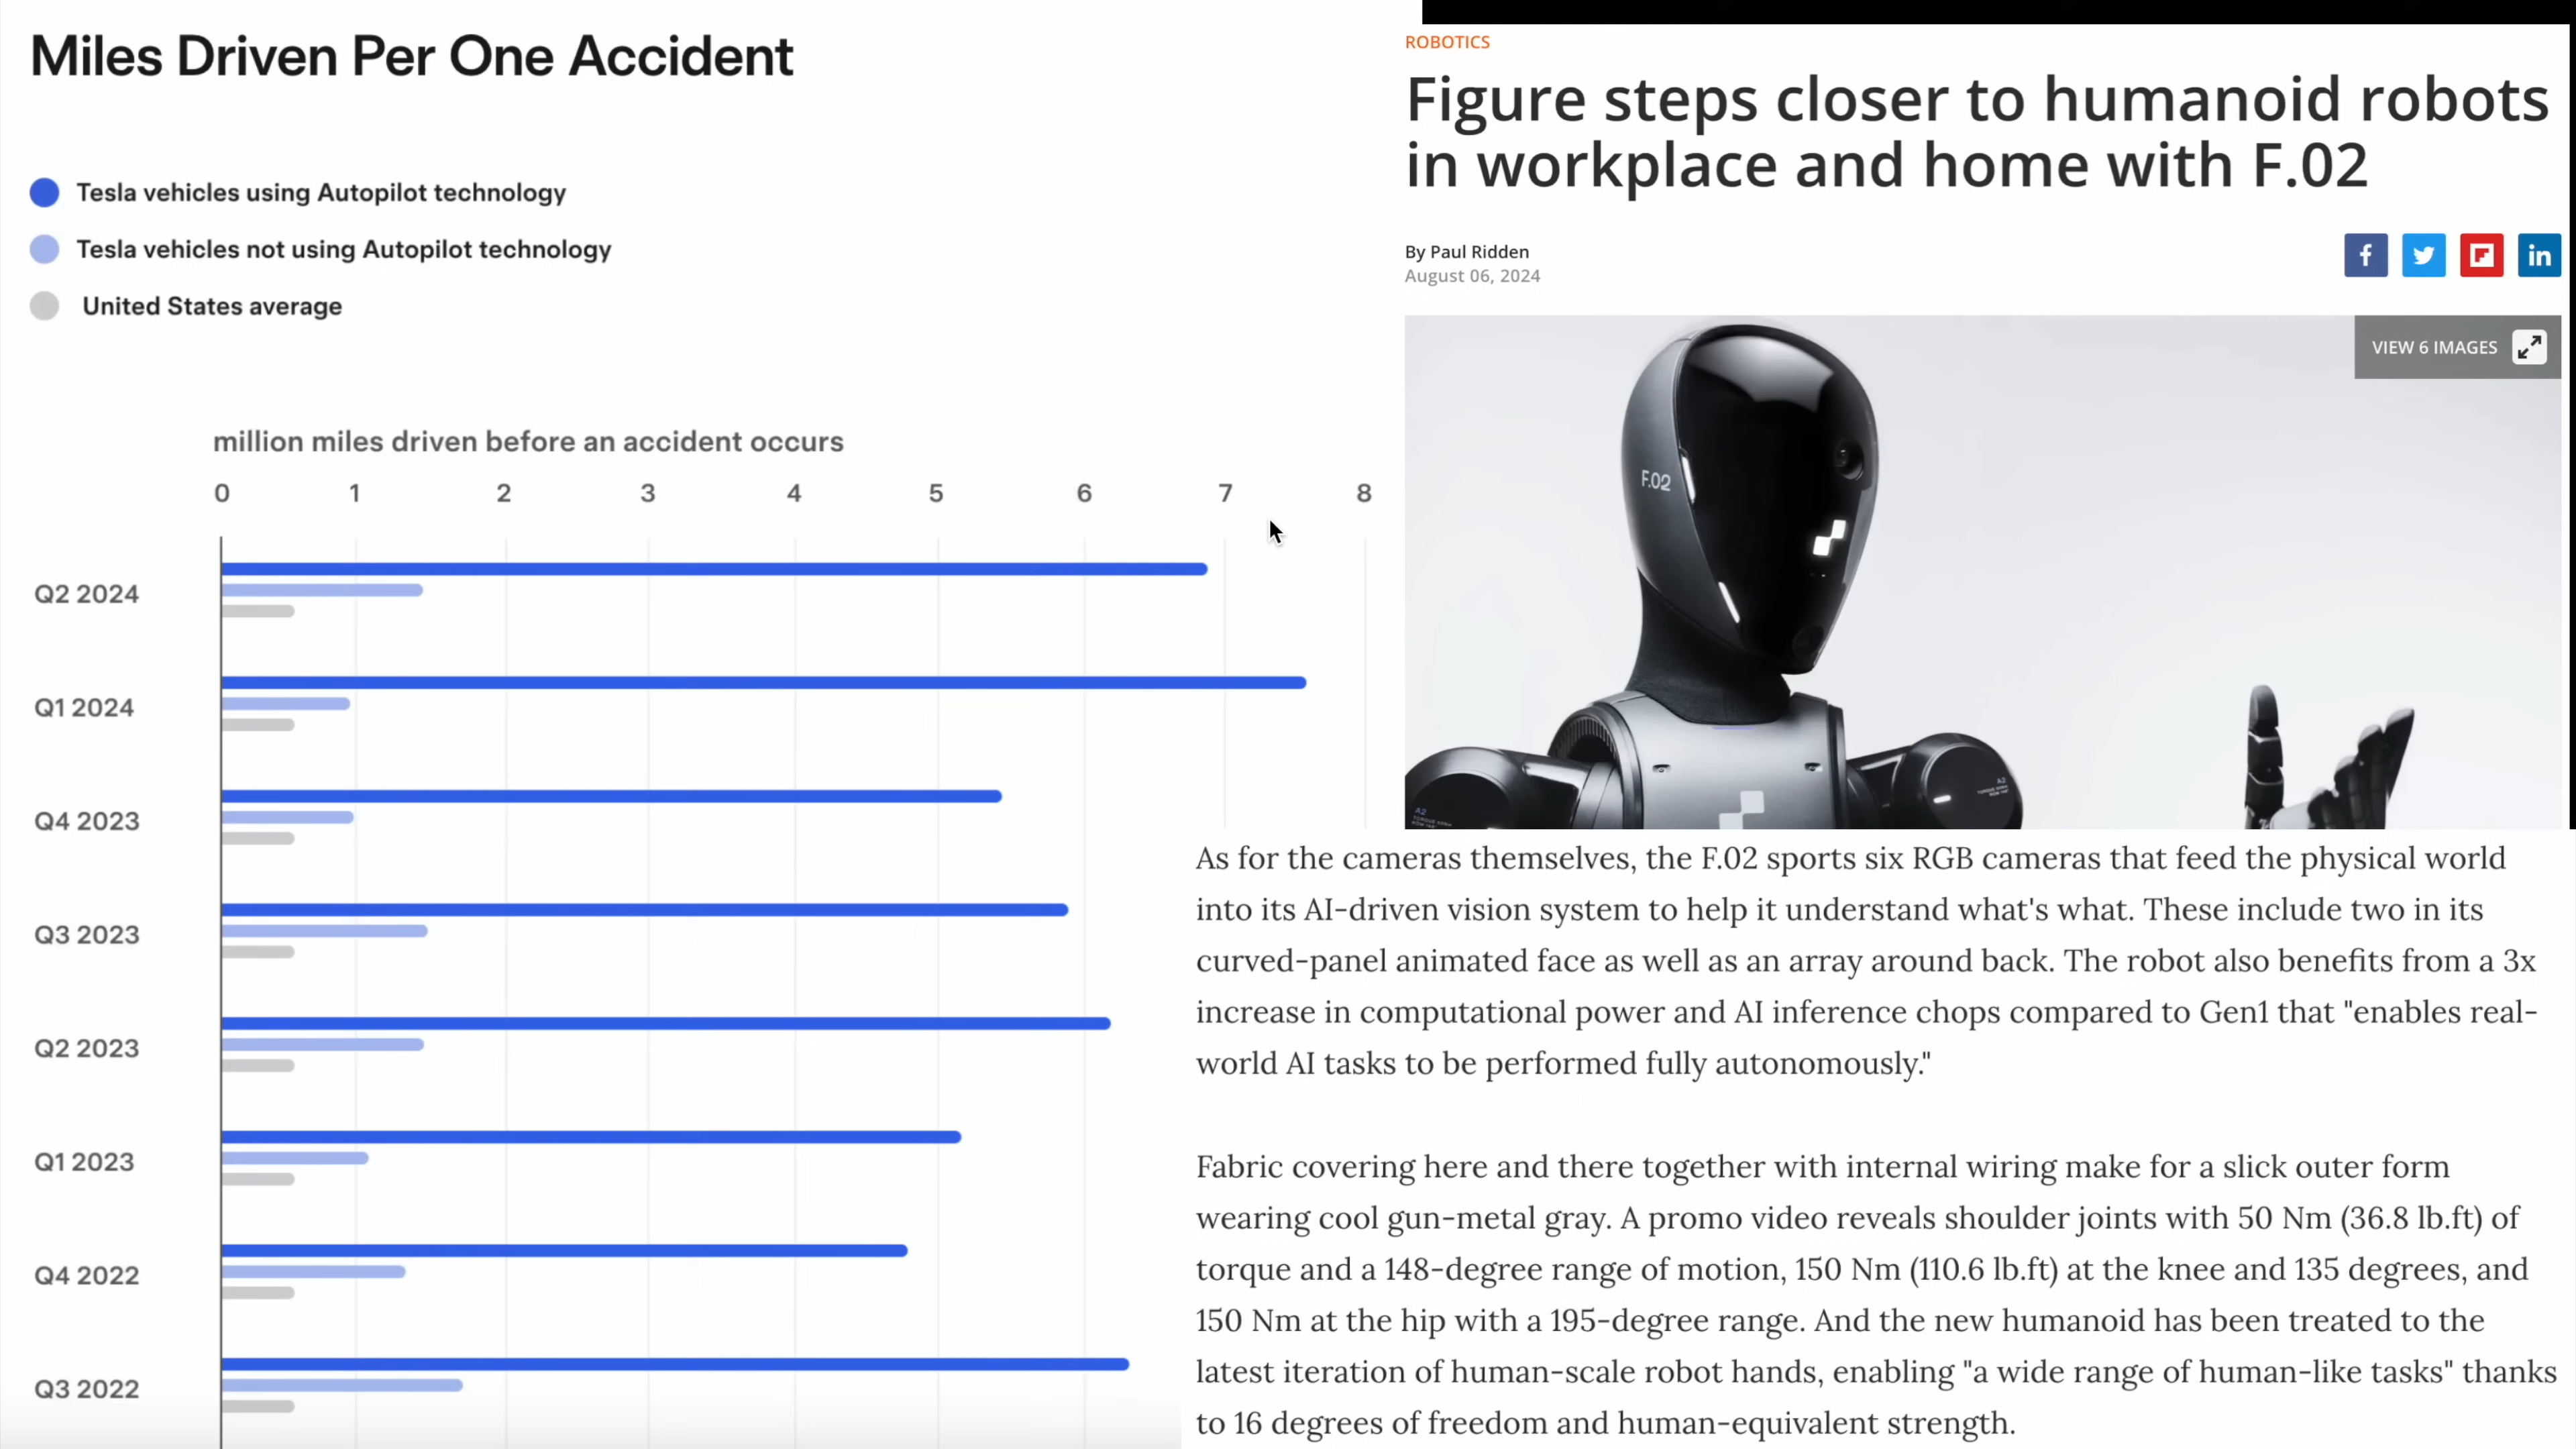 Miles Driven Per One Accident
Tesla vehicles using Autopilot technology
Tesla vehicles not using Autopilot technology
United States average
million miles driven before an accident occurs
0 1 2 3 4 5 6 7 8
Q2 2024
Q1 2024
Q4 2023
Q3 2023
Q2 2023
Q1 2023
Q4 2022
Q3 2022
ROBOTICS
Figure steps closer to humanoid robots
in workplace and home with F.02
By Paul Ridden
August 06, 2024
VIEW 6 IMAGES
F.02
A2
A2
As for the cameras themselves, the F.02 sports six RGB cameras that feed the physical world
into its AI-driven vision system to help it understand what's what. These include two in its
curved-panel animated face as well as an array around back. The robot also benefits from a 3x
increase in computational power and AI inference chops compared to Gen1 that "enables real-
world AI tasks to be performed fully autonomously."
Fabric covering here and there together with internal wiring make for a slick outer form
wearing cool gun-metal gray. A promo video reveals shoulder joints with 50 Nm (36.8 lb.ft) of
torque and a 148-degree range of motion, 150 Nm (110.6 lb.ft) at the knee and 135 degrees, and
150 Nm at the hip with a 195-degree range. And the new humanoid has been treated to the
latest iteration of human-scale robot hands, enabling "a wide range of human-like tasks" thanks
to 16 degrees of freedom and human-equivalent strength.